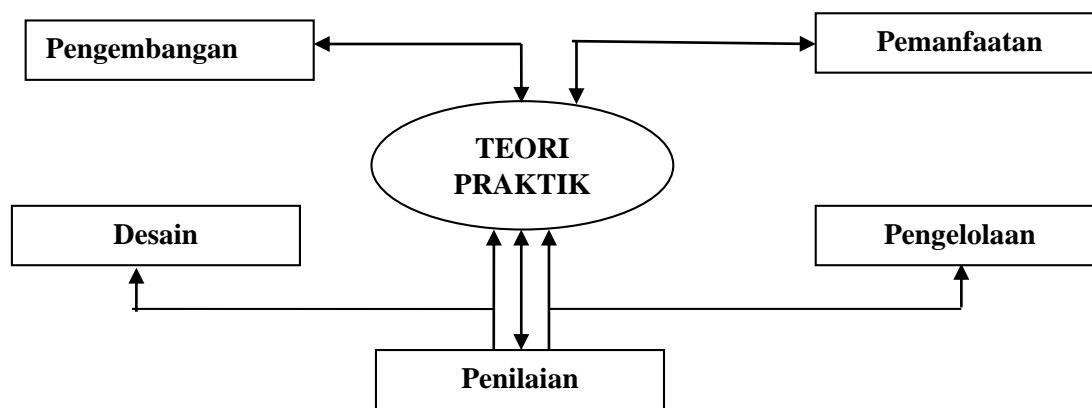 Pengembangan
Pemanfaatan
TEORI
PRAKTIK
Desain
Pengelolaan
Penilaian